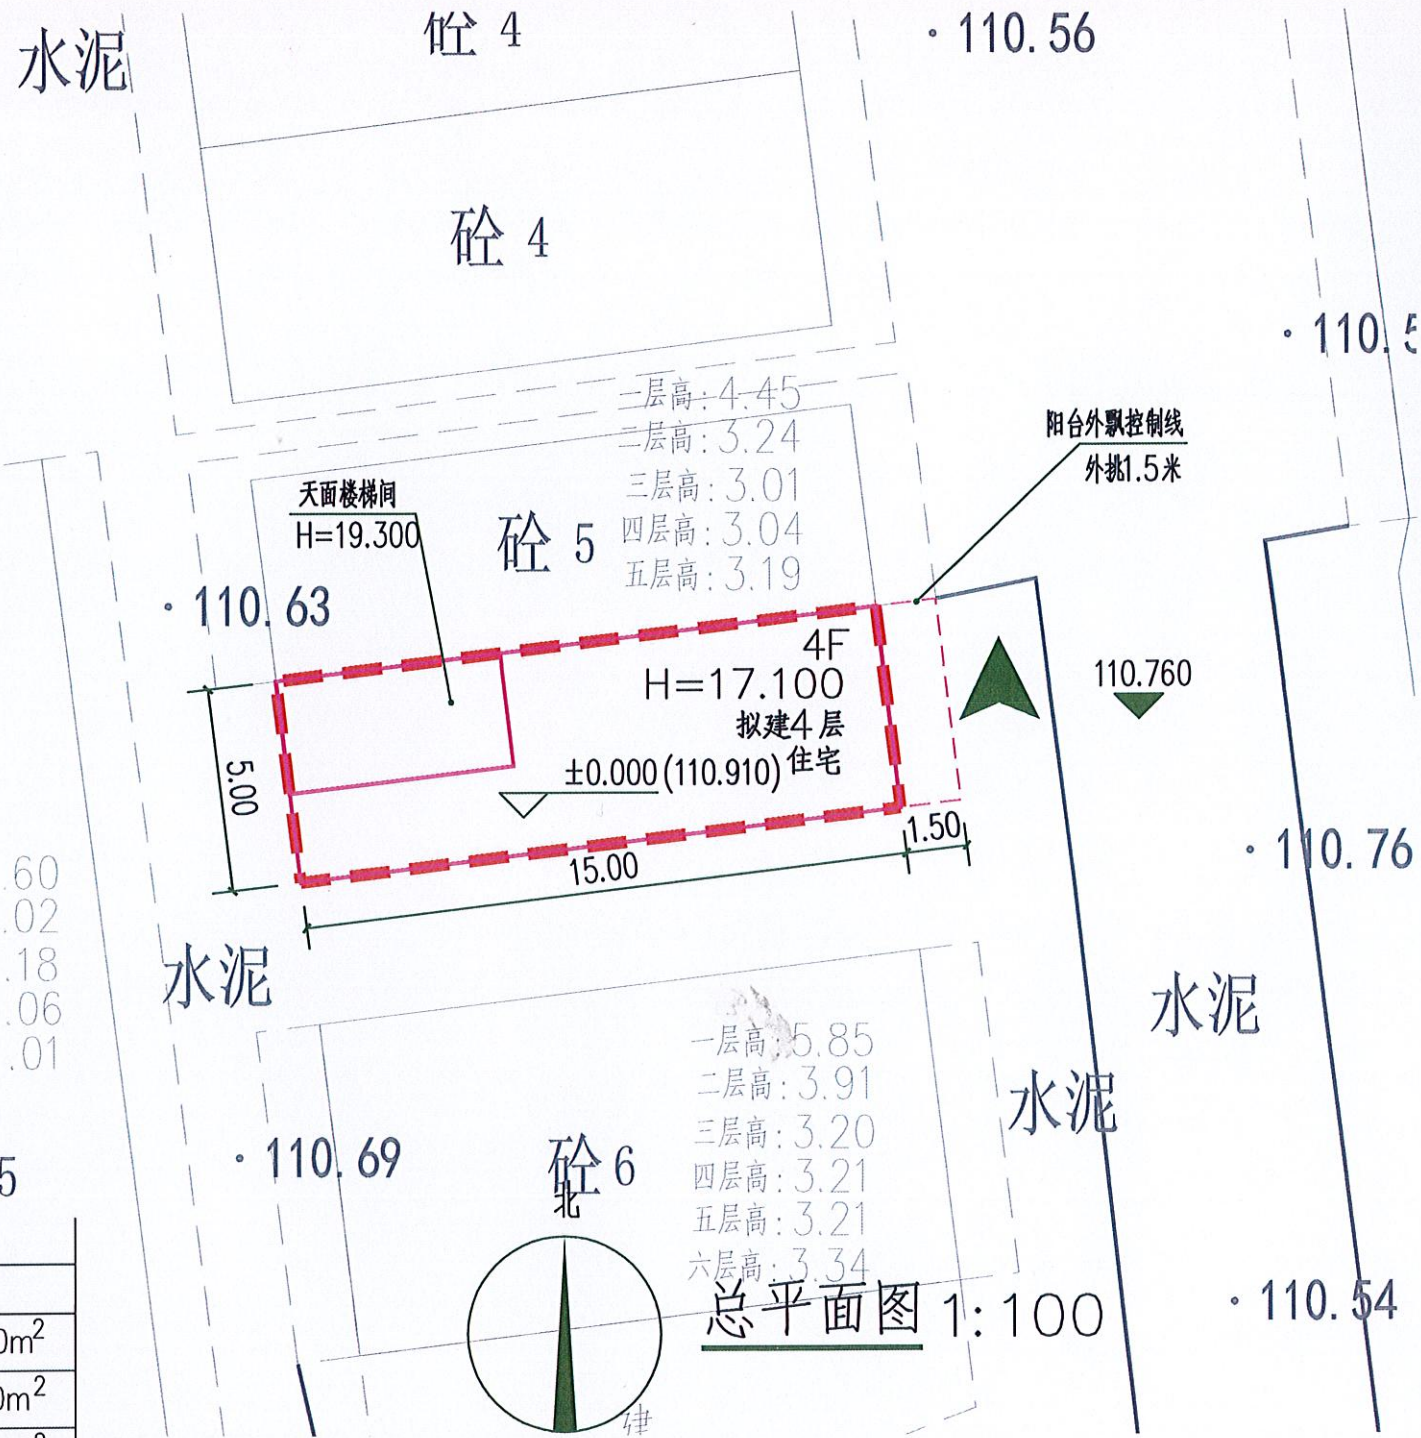 水泥
砼 4
110.56
砼 4
110.5
一层高: 4.45
二层高: 3.24
三层高: 3.01
四层高: 3.04
五层高: 3.19
阳台外飘控制线
外挑1.5米
天面楼梯间
H=19.300
砼 5
110.63
4F
H=17.100
拟建4层
住宅
±0.000(110.910)
110.760
5.00
15.00
1.50
110.76
.60
.02
.18
.06
.01
水泥
水泥
水泥
一层高: 5.85
二层高: 3.91
三层高: 3.20
四层高: 3.21
五层高: 3.21
六层高: 3.34
110.69
砼 6
5
北
总平面图 1:100
110.54
0m²
0m²